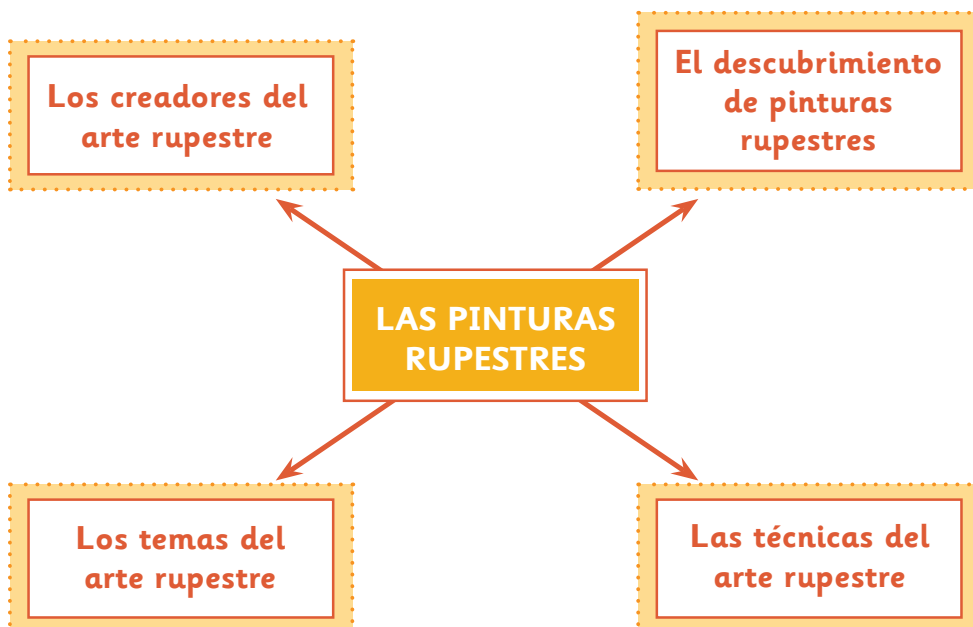 Los creadores del
arte rupestre
El descubrimiento
de pinturas
rupestres
LAS PINTURAS
RUPESTRES
Los temas del
arte rupestre
Las técnicas del
arte rupestre